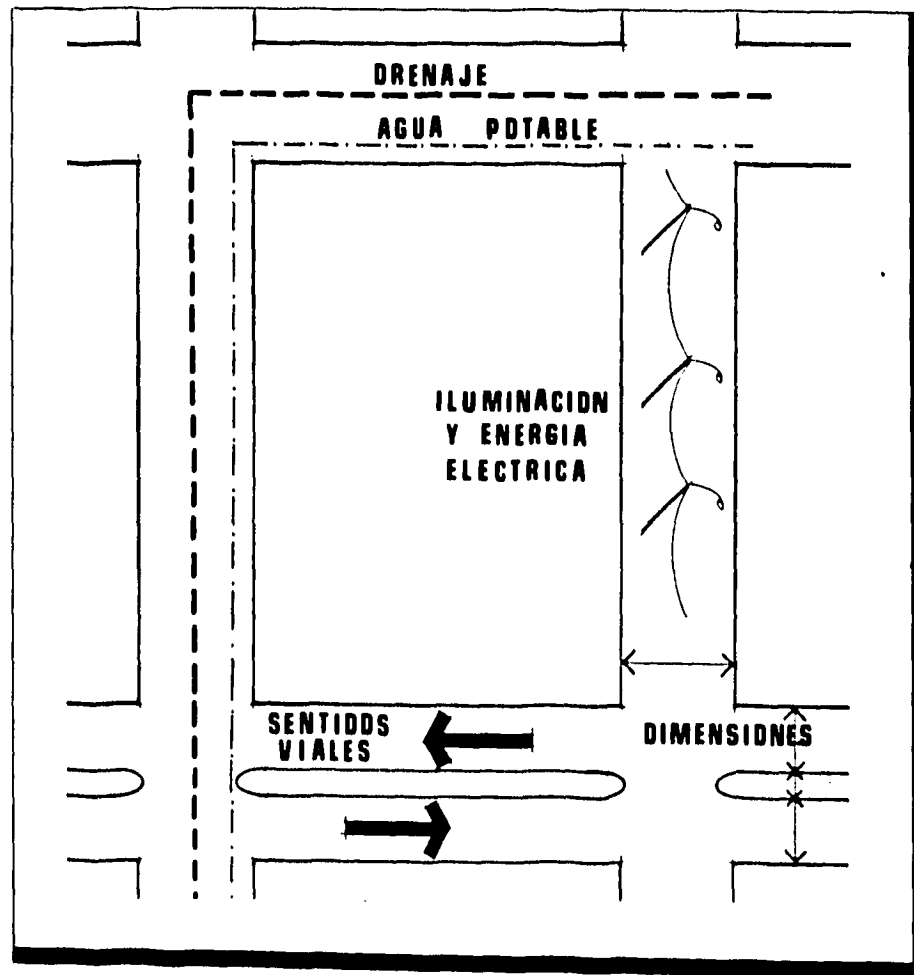 DRENAJE
AGUA POTABLE
ILUMINACION
Y ENERGIA
ELECTRICA
SENTIDOS
VIALES
DIMENSIONES